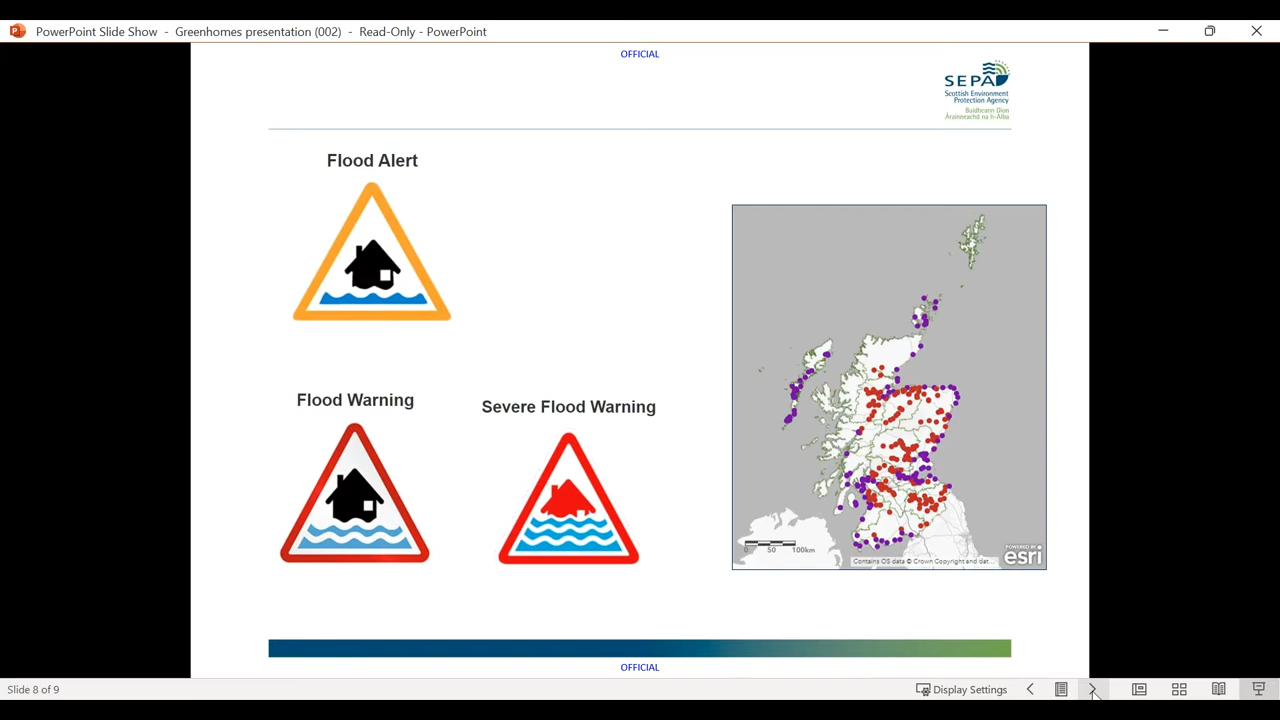 PowerPoint Slide Show - Greenhomes presentation (002) - Read-Only - PowerPoint
OFFICIAL
SEPA
Scottish Environment
Protection Agency
Buidheann Dìon
Àrainneachd na h-Alba
Flood Alert
Flood Warning
Severe Flood Warning
0 50 100km
Contains OS data © Crown Copyright and dat...
POWERED BY
esri
OFFICIAL
Slide 8 of 9
Display Settings